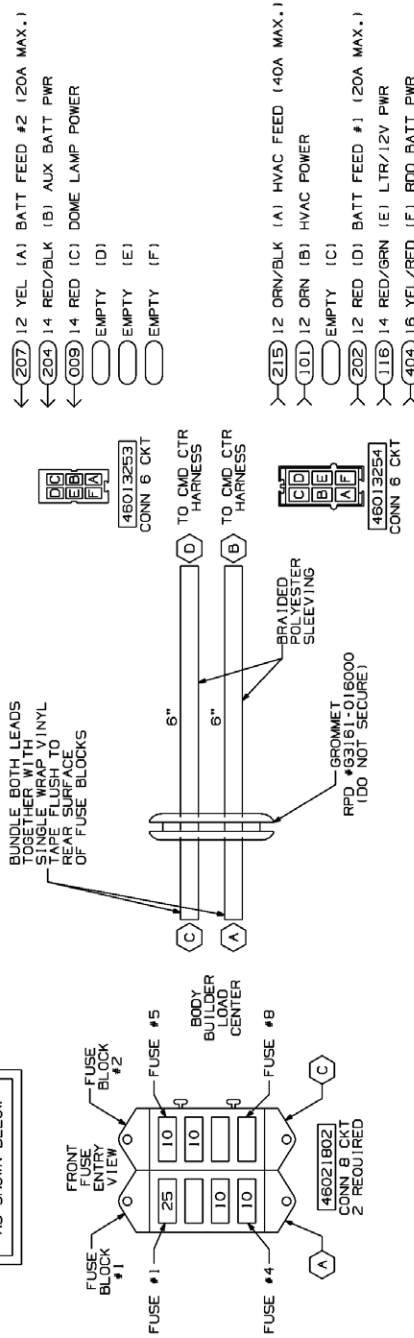 AS SHOWN BELOW
FUSE
BLOCK
#1
FRONT
FUSE
ENTRY
VIEW
FUSE
BLOCK
#2
FUSE #1
FUSE #5
25
10
10
10
10
FUSE #4
FUSE #8
BODY
BUILDER
LOAD
CENTER
A
C
46021802
CONN 8 CKT
2 REQUIRED
BUNDLE BOTH LEADS
TOGETHER WITH
SINGLE WRAP VINYL
TAPE FLUSH TO
REAR SURFACE
OF FUSE BLOCKS
C
A
6"
6"
D
TO CMD CTR
HARNESS
B
TO CMD CTR
HARNESS
BRAIDED
POLYESTER
SLEEVING
GROMMET
RPD #G3161-016000
(DO NOT SECURE)
D C
E B
F A
46013253
CONN 6 CKT
C D
B E
A F
46013254
CONN 6 CKT
207 12 YEL (A) BATT FEED #2 (20A MAX.)
204 14 RED/BLK (B) AUX BATT PWR
009 14 RED (C) DOME LAMP POWER
EMPTY (D)
EMPTY (E)
EMPTY (F)
215 12 ORN/BLK (A) HVAC FEED (40A MAX.)
101 12 ORN (B) HVAC POWER
EMPTY (C)
202 12 RED (D) BATT FEED #1 (20A MAX.)
116 14 RED/GRN (E) LTR/12V PWR
404 16 YEL/RED (F) RDO BATT PWR